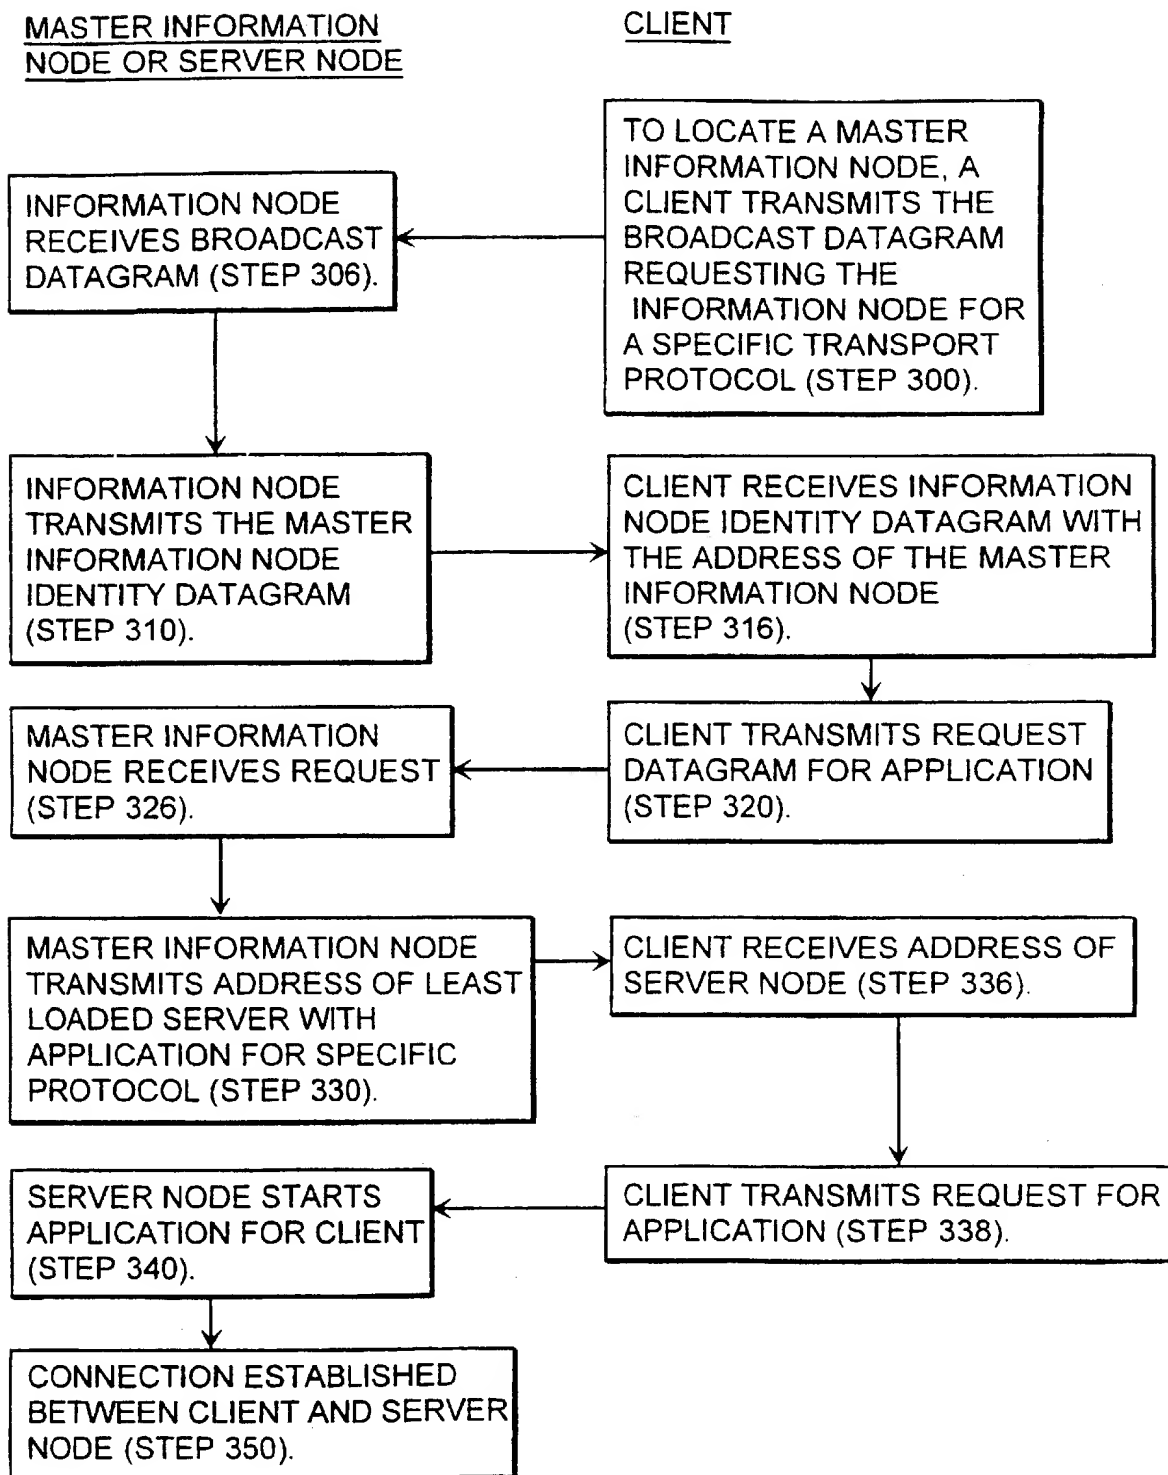 MASTER INFORMATION
NODE OR SERVER NODE
CLIENT
TO LOCATE A MASTER
INFORMATION NODE, A
CLIENT TRANSMITS THE
BROADCAST DATAGRAM
REQUESTING THE
INFORMATION NODE FOR
A SPECIFIC TRANSPORT
PROTOCOL (STEP 300).
INFORMATION NODE
RECEIVES BROADCAST
DATAGRAM (STEP 306).
INFORMATION NODE
TRANSMITS THE MASTER
INFORMATION NODE
IDENTITY DATAGRAM
(STEP 310).
CLIENT RECEIVES INFORMATION
NODE IDENTITY DATAGRAM WITH
THE ADDRESS OF THE MASTER
INFORMATION NODE
(STEP 316).
CLIENT TRANSMITS REQUEST
DATAGRAM FOR APPLICATION
(STEP 320).
MASTER INFORMATION
NODE RECEIVES REQUEST
(STEP 326).
MASTER INFORMATION NODE
TRANSMITS ADDRESS OF LEAST
LOADED SERVER WITH
APPLICATION FOR SPECIFIC
PROTOCOL (STEP 330).
CLIENT RECEIVES ADDRESS OF
SERVER NODE (STEP 336).
CLIENT TRANSMITS REQUEST FOR
APPLICATION (STEP 338).
SERVER NODE STARTS
APPLICATION FOR CLIENT
(STEP 340).
CONNECTION ESTABLISHED
BETWEEN CLIENT AND SERVER
NODE (STEP 350).